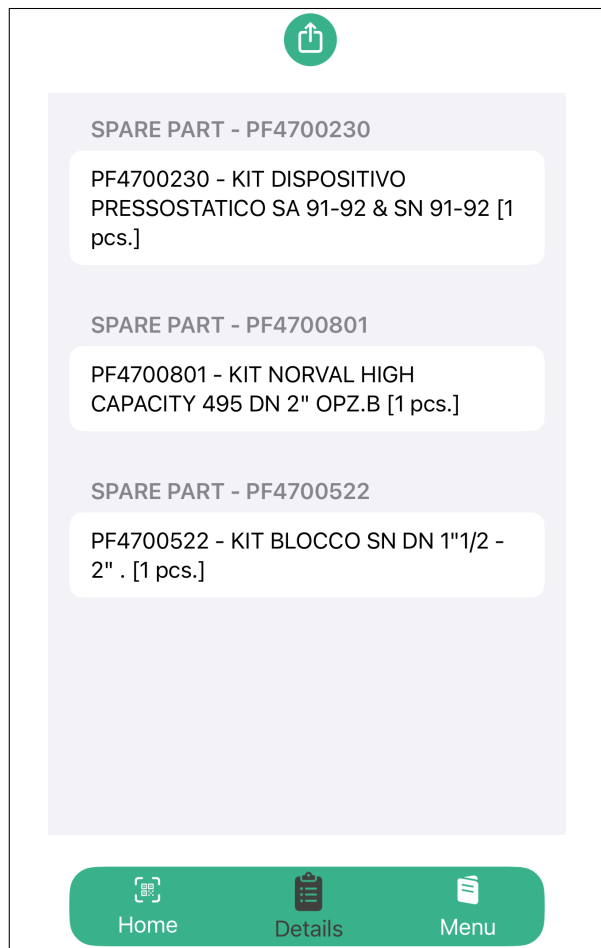 SPARE PART - PF4700230
PF4700230 - KIT DISPOSITIVO
PRESSOSTATICO SA 91-92 & SN 91-92 [1
pcs.]
SPARE PART - PF4700801
PF4700801 - KIT NORVAL HIGH
CAPACITY 495 DN 2" OPZ.B [1 pcs.]
SPARE PART - PF4700522
PF4700522 - KIT BLOCCO SN DN 1"1/2 -
2" . [1 pcs.]
Home
Details
Menu